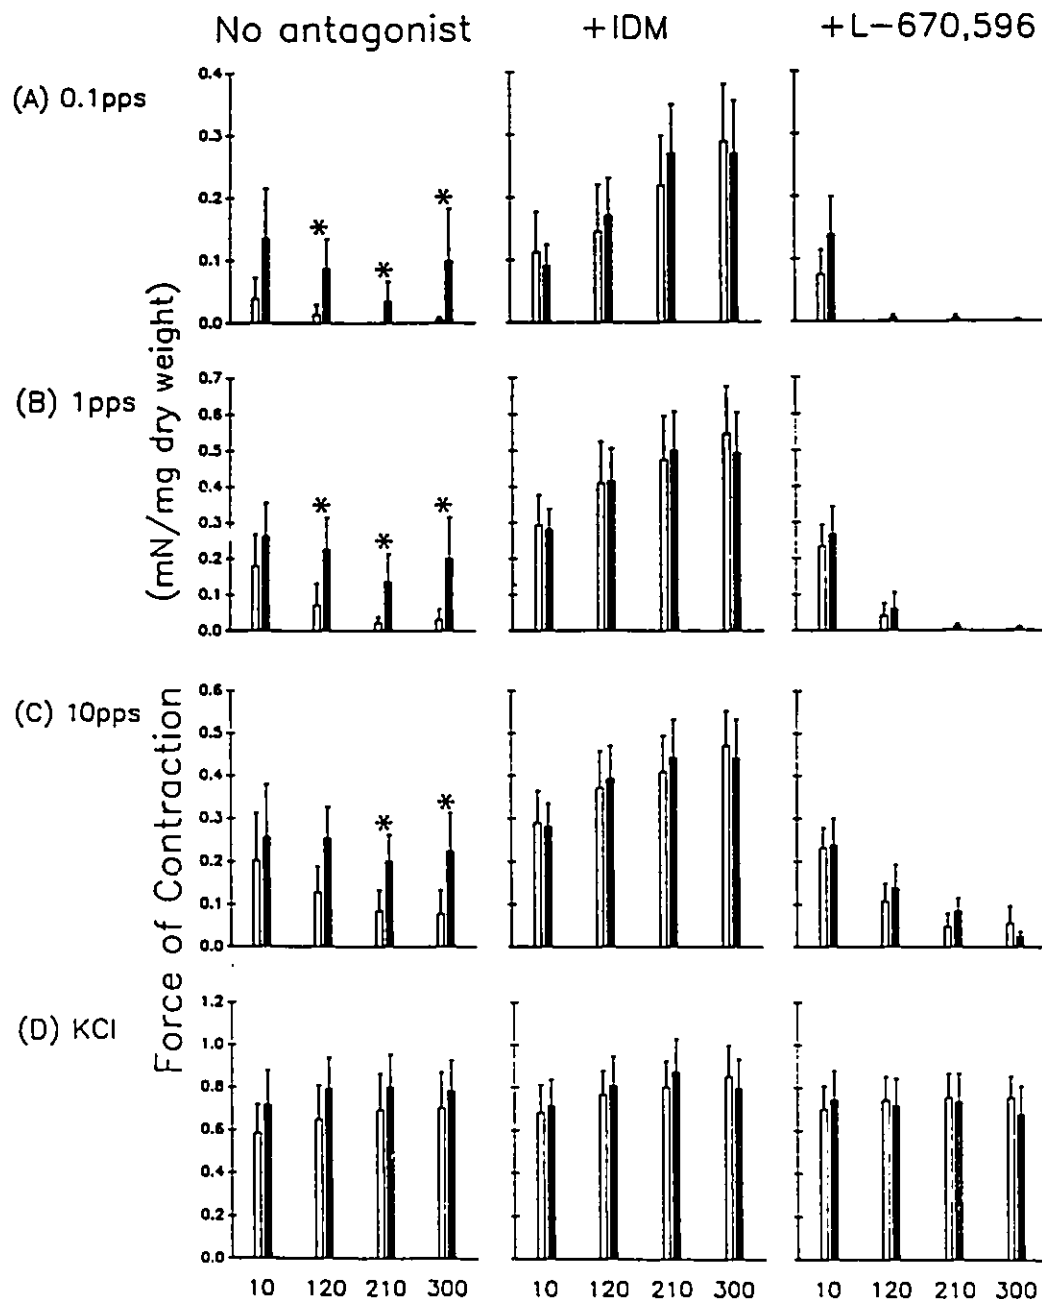 No antagonist +IDM +L-670,596
(A) 0.1pps
0.4
0.3
0.2
0.1
0.0
* * *
(B) 1pps
0.7
0.6
0.5
0.4
0.3
0.2
0.1
0.0
* * *
(C) 10pps
0.6
0.5
0.4
0.3
0.2
0.1
0.0
* *
(D) KCl
1.2
1.0
0.8
0.6
0.4
0.2
0.0
Force of Contraction
(mN/mg dry weight)
10 120 210 300 10 120 210 300 10 120 210 300